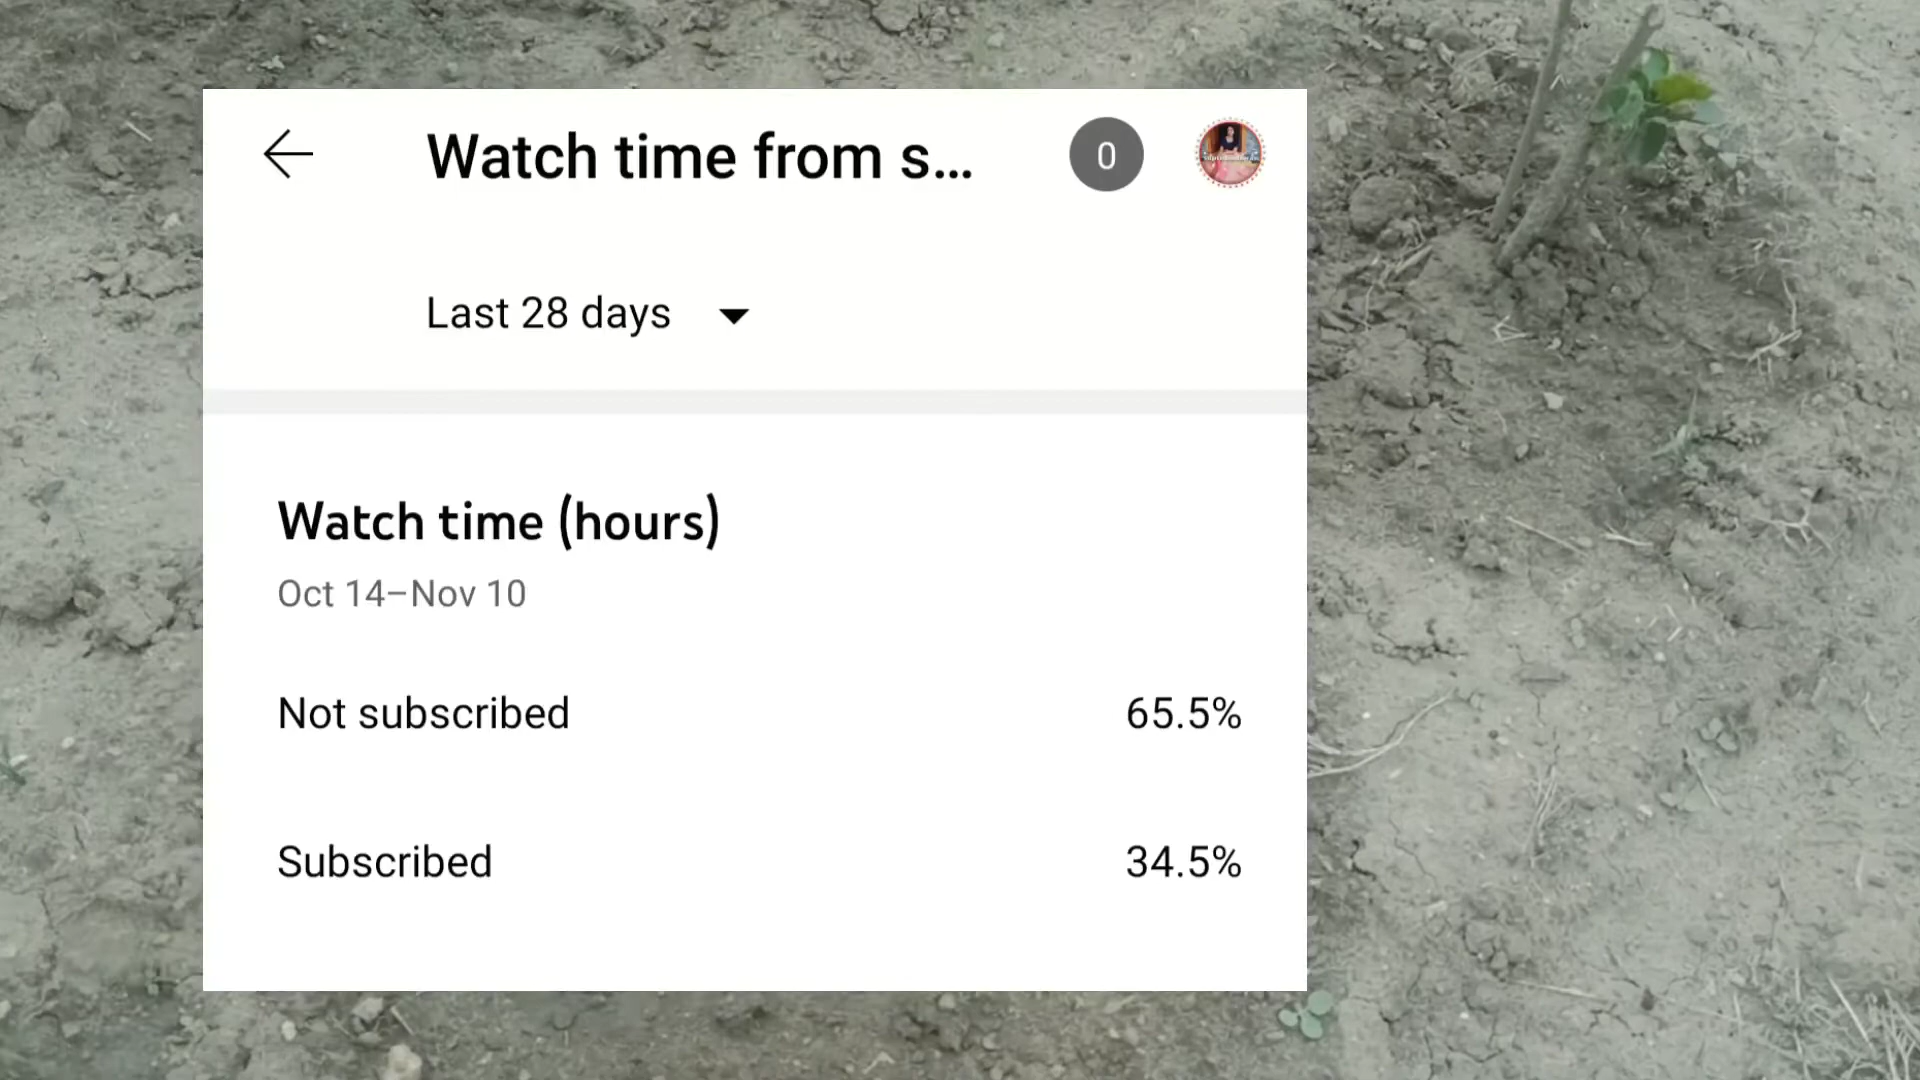 Watch time from s...
0
Last 28 days
Watch time (hours)
Oct 14–Nov 10
Not subscribed 65.5%
Subscribed 34.5%